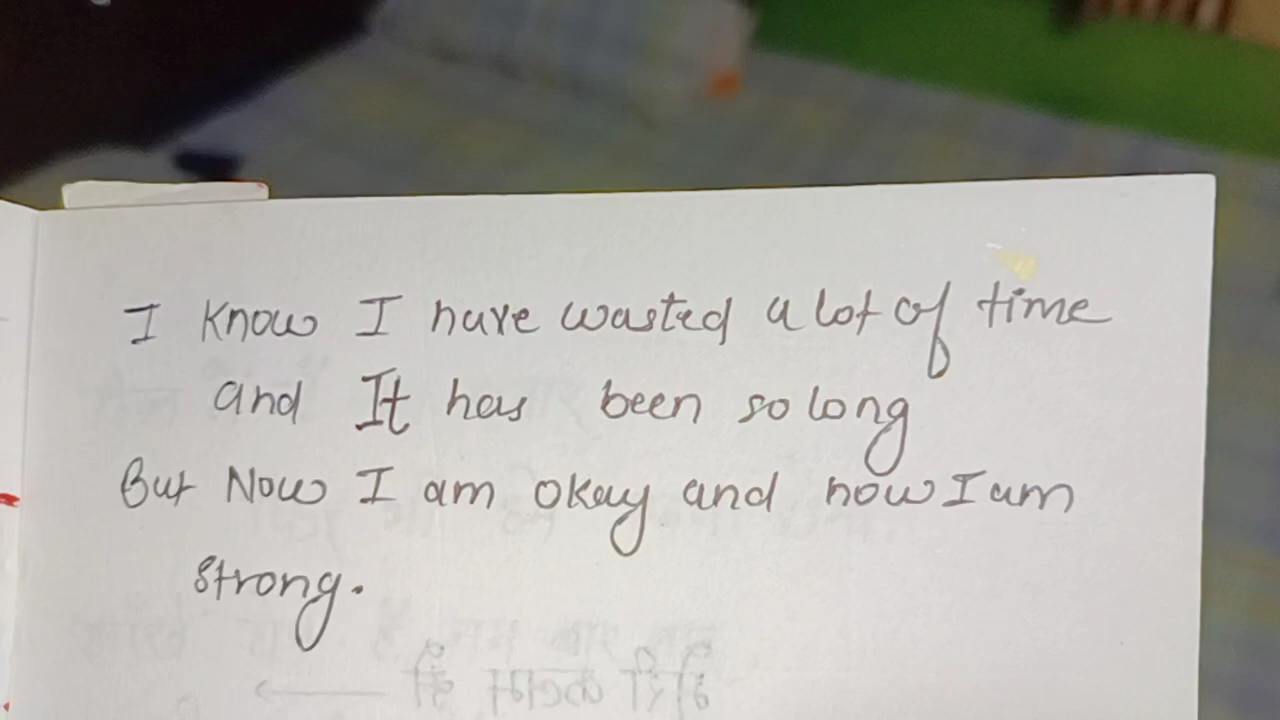 I know I have wasted a lot of time
and It has been so long
But Now I am okay and now I am
strong.